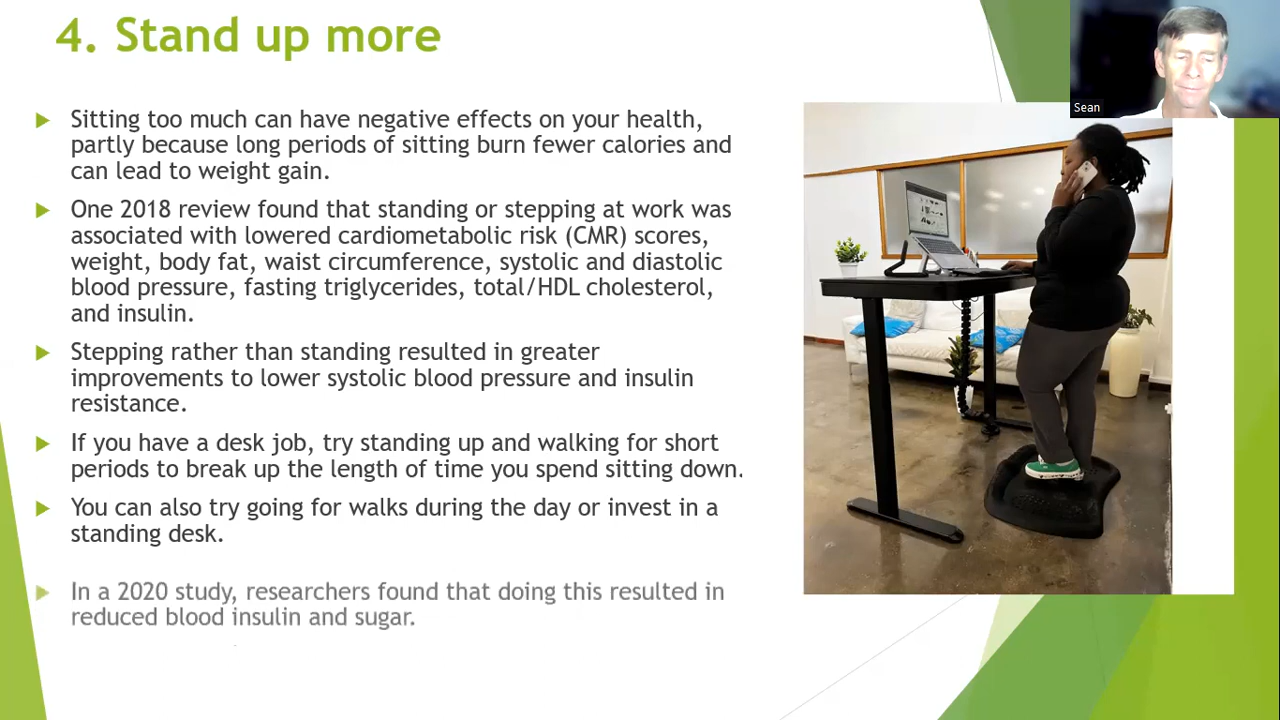 4. Stand up more
Sean
Sitting too much can have negative effects on your health,
partly because long periods of sitting burn fewer calories and
can lead to weight gain.
One 2018 review found that standing or stepping at work was
associated with lowered cardiometabolic risk (CMR) scores,
weight, body fat, waist circumference, systolic and diastolic
blood pressure, fasting triglycerides, total/HDL cholesterol,
and insulin.
Stepping rather than standing resulted in greater
improvements to lower systolic blood pressure and insulin
resistance.
If you have a desk job, try standing up and walking for short
periods to break up the length of time you spend sitting down.
You can also try going for walks during the day or invest in a
standing desk.
In a 2020 study, researchers found that doing this resulted in
reduced blood insulin and sugar.